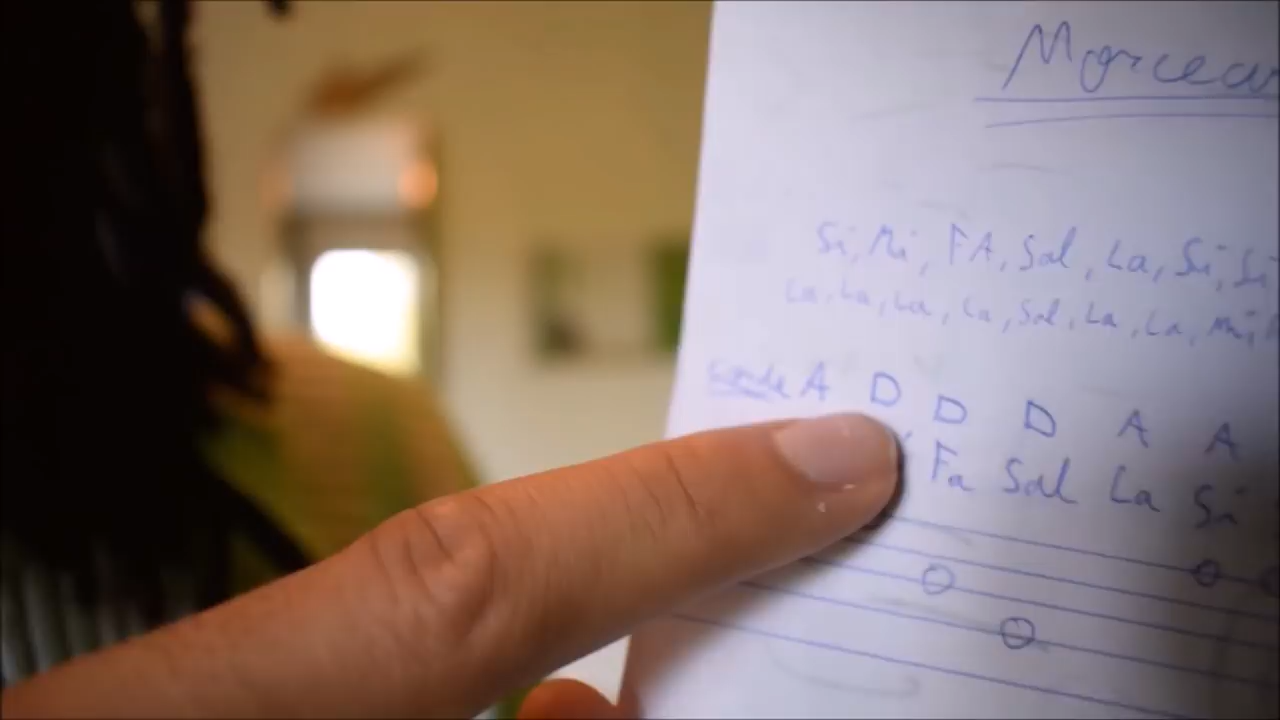 Morceau
Si, Mi, FA, Sol, La, Si, Si
La, La, La, La, Sol, La, La, Mi,
corde A D D D A A
Fa Sol La Si